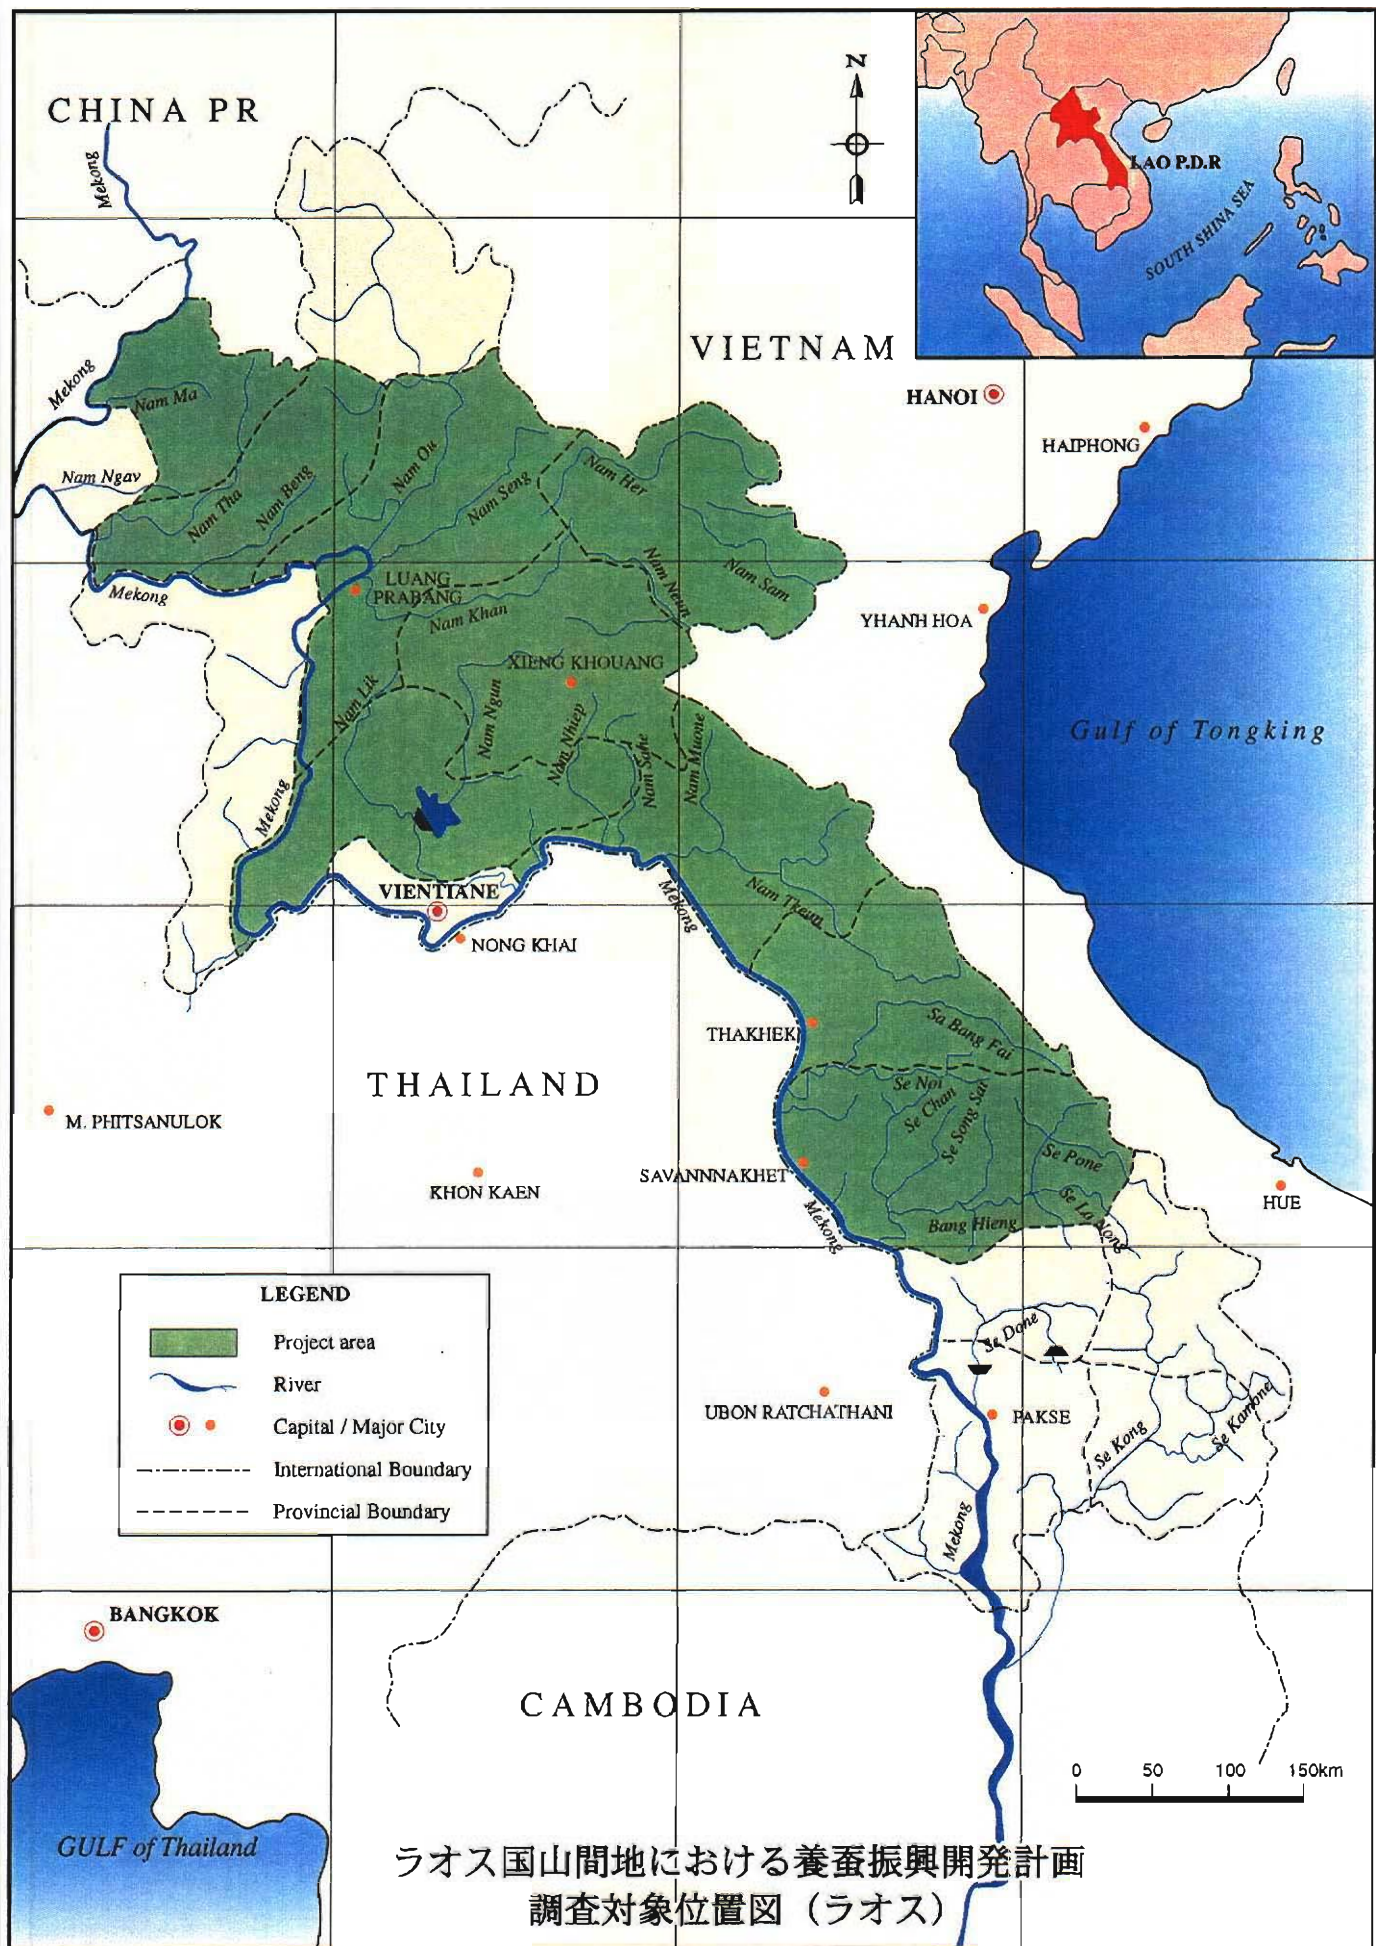 CHINA PR
N
LAO P.D.R
SOUTH SHINA SEA
Mekong
VIETNAM
HANOI
HAIPHONG
Mekong
Nam Ma
Nam Ngav
Nam Tha
Nam Beng
Nam Ou
Nam Seng
Nam Her
Nam Neun
Nam Sam
Mekong
LUANG
PRABANG
Nam Khan
YHANH HOA
XIENG KHOUANG
Nam Lik
Nam Ngun
Nam Nhiep
Nam Sane
Nam Muone
Gulf of Tongking
Mekong
VIENTIANE
NONG KHAI
Mekong
Nam Tkeun
THAKHEK
Sa Bang Fai
THAILAND
Se Noi
Se Chan
Se Song Sai
M. PHITSANULOK
KHON KAEN
SAVANNNAKHET
Se Pone
Se La Nong
HUE
Mekong
Bang Hieng
LEGEND
Project area
River
Capital / Major City
International Boundary
Provincial Boundary
Se Done
UBON RATCHATHANI
PAKSE
Se Kong
Se Kamone
Mekong
BANGKOK
CAMBODIA
0 50 100 150km
GULF of Thailand
ラオス国山間地における養蚕振興開発計画
調査対象位置図（ラオス）